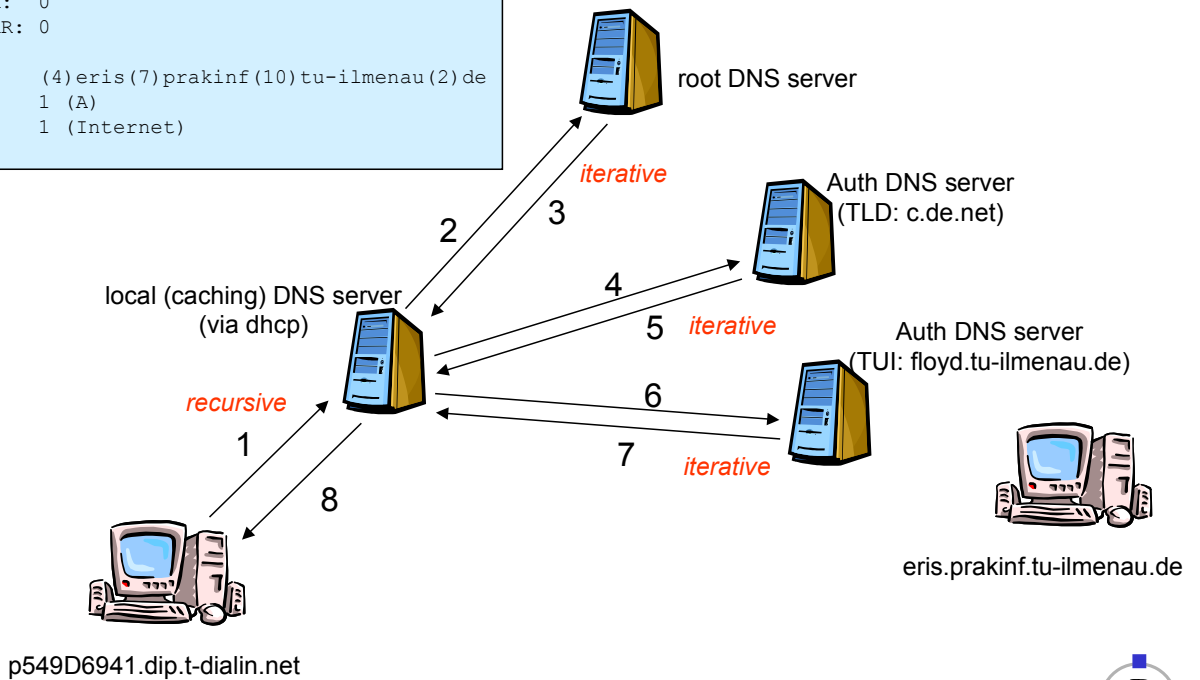 R: 0
(4)eris(7)prakinf(10)tu-ilmenau(2)de
1 (A)
1 (Internet)
root DNS server
iterative
2
3
Auth DNS server
(TLD: c.de.net)
4
5
iterative
local (caching) DNS server
(via dhcp)
Auth DNS server
(TUI: floyd.tu-ilmenau.de)
6
7
iterative
recursive
1
8
eris.prakinf.tu-ilmenau.de
p549D6941.dip.t-dialin.net